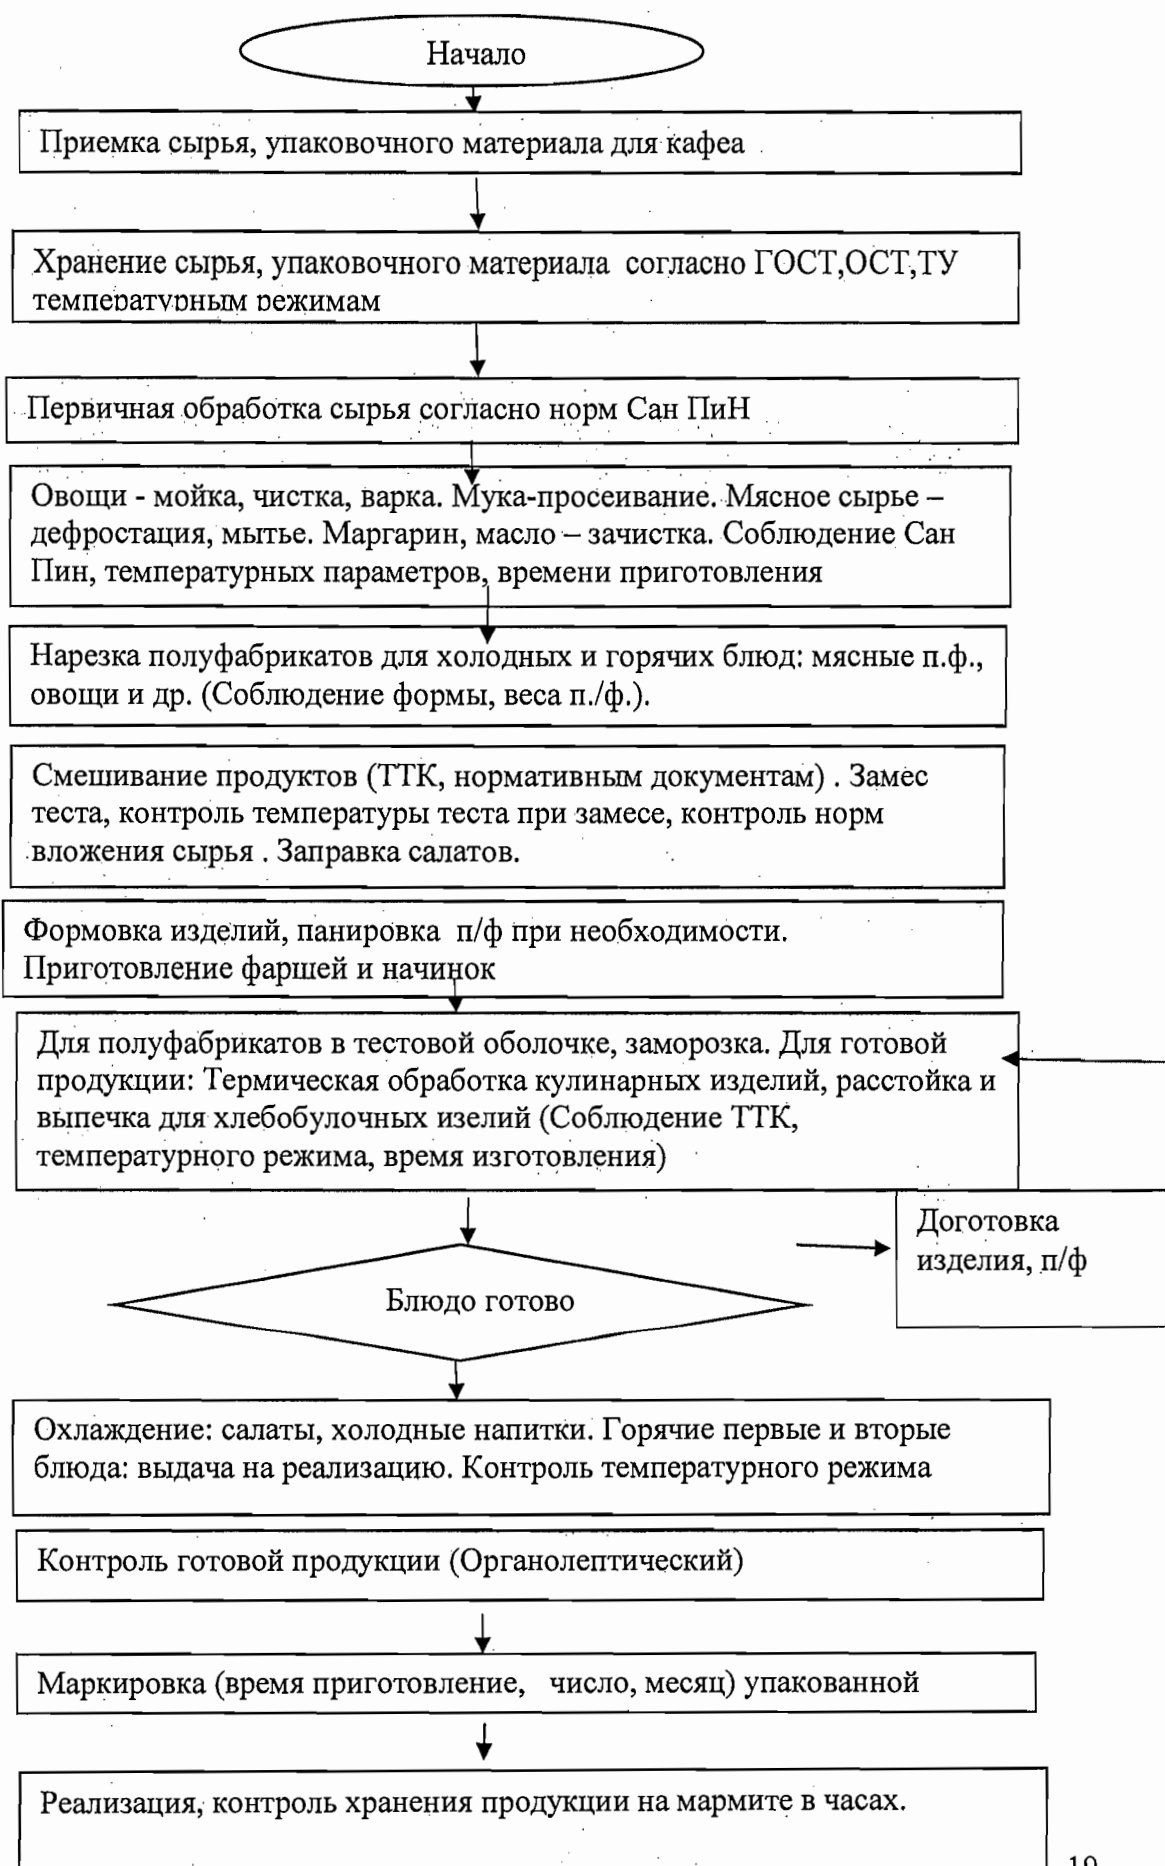 Начало
Приемка сырья, упаковочного материала для кафеа
Хранение сырья, упаковочного материала согласно ГОСТ,ОСТ,ТУ
температурным режимам
Первичная обработка сырья согласно норм Сан ПиН
Овощи - мойка, чистка, варка. Мука-просеивание. Мясное сырье –
дефростация, мытье. Маргарин, масло – зачистка. Соблюдение Сан
Пин, температурных параметров, времени приготовления
Нарезка полуфабрикатов для холодных и горячих блюд: мясные п.ф.,
овощи и др. (Соблюдение формы, веса п./ф.).
Смешивание продуктов (ТТК, нормативным документам) . Замес
теста, контроль температуры теста при замесе, контроль норм
вложения сырья . Заправка салатов.
Формовка изделий, панировка п/ф при необходимости.
Приготовление фаршей и начинок
Для полуфабрикатов в тестовой оболочке, заморозка. Для готовой
продукции: Термическая обработка кулинарных изделий, расстойка и
выпечка для хлебобулочных изелий (Соблюдение ТТК,
температурного режима, время изготовления)
Доготовка
изделия, п/ф
Блюдо готово
Охлаждение: салаты, холодные напитки. Горячие первые и вторые
блюда: выдача на реализацию. Контроль температурного режима
Контроль готовой продукции (Органолептический)
Маркировка (время приготовление, число, месяц) упакованной
Реализация, контроль хранения продукции на мармите в часах.